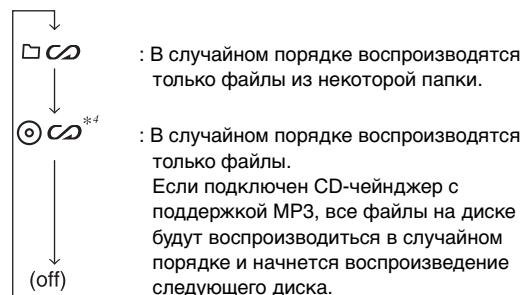 : В случайном порядке воспроизводятся
только файлы из некоторой папки.
*4
: В случайном порядке воспроизводятся
только файлы.
Если подключен CD-чейнджер с
поддержкой MP3, все файлы на диске
будут воспроизводиться в случайном
порядке и начнется воспроизведение
следующего диска.
(off)